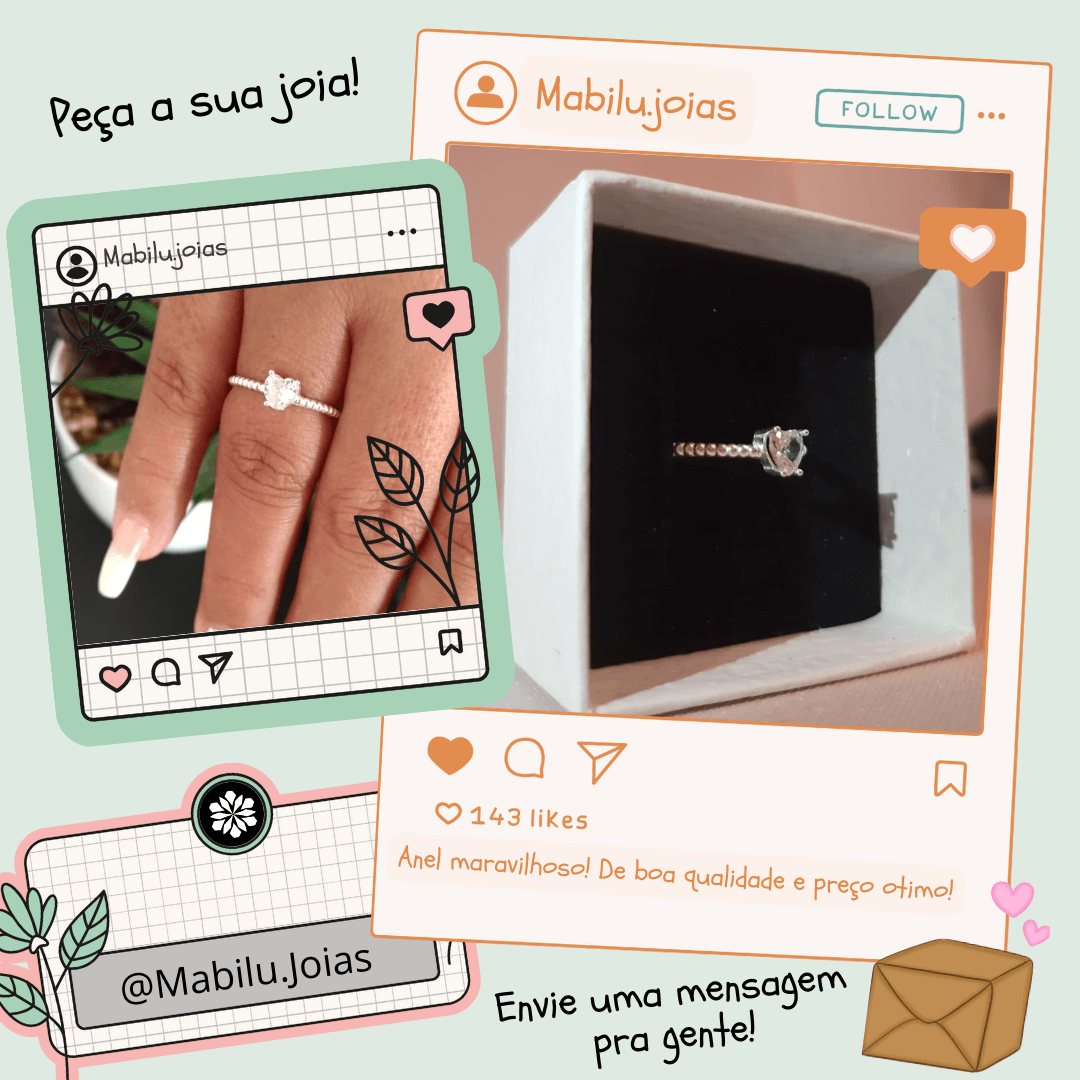 Peça a sua joia!
Mabilu.joias
FOLLOW
Mabilu.joias
143 likes
Anel maravilhoso! De boa qualidade e preço otimo!
@Mabilu.Joias
Envie uma mensagem
pra gente!